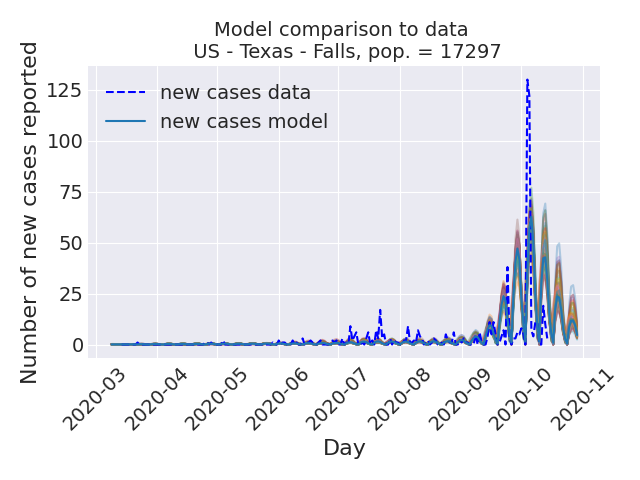 Model comparison to data
US - Texas - Falls, pop. = 17297
Number of new cases reported
125
100
75
50
25
0
new cases data
new cases model
2020-03
2020-04
2020-05
2020-06
2020-07
2020-08
2020-09
2020-10
2020-11
Day